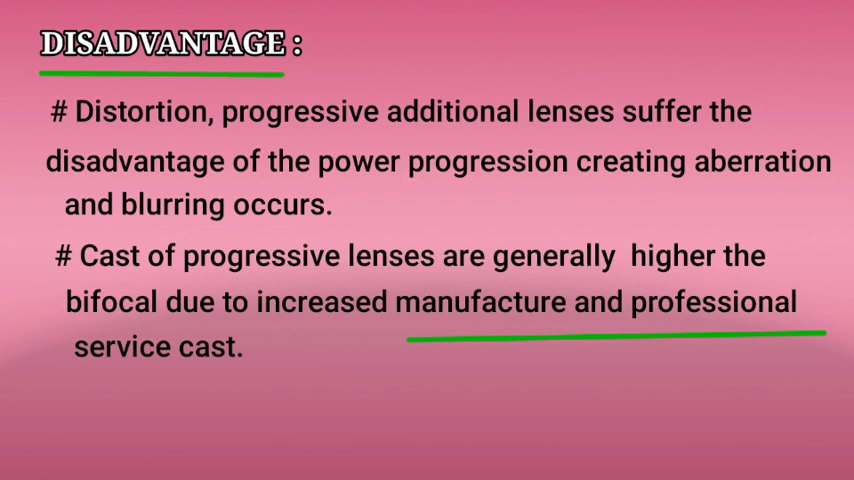 DISADVANTAGE :
# Distortion, progressive additional lenses suffer the
disadvantage of the power progression creating aberration
and blurring occurs.
# Cast of progressive lenses are generally higher the
bifocal due to increased manufacture and professional
service cast.